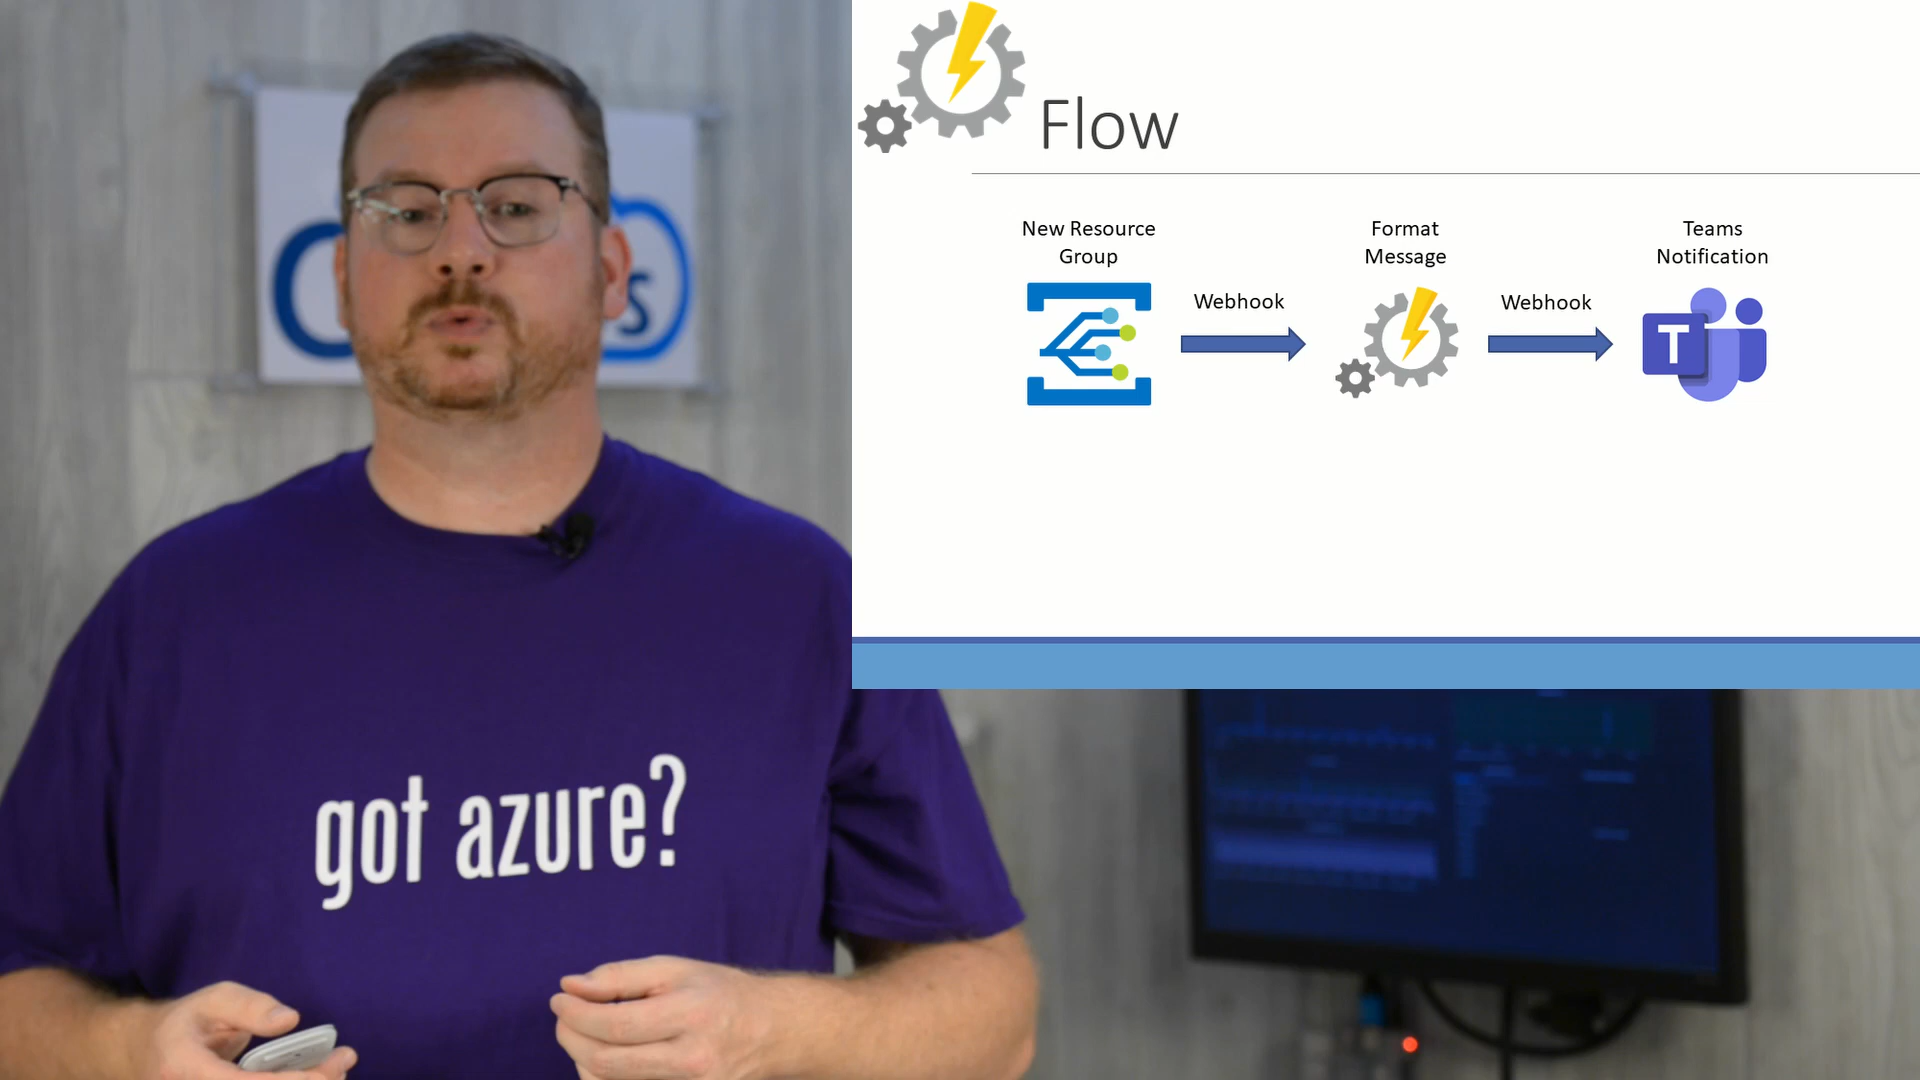 Flow
New Resource
Group
Format
Message
Teams
Notification
Webhook
Webhook
T
got azure?